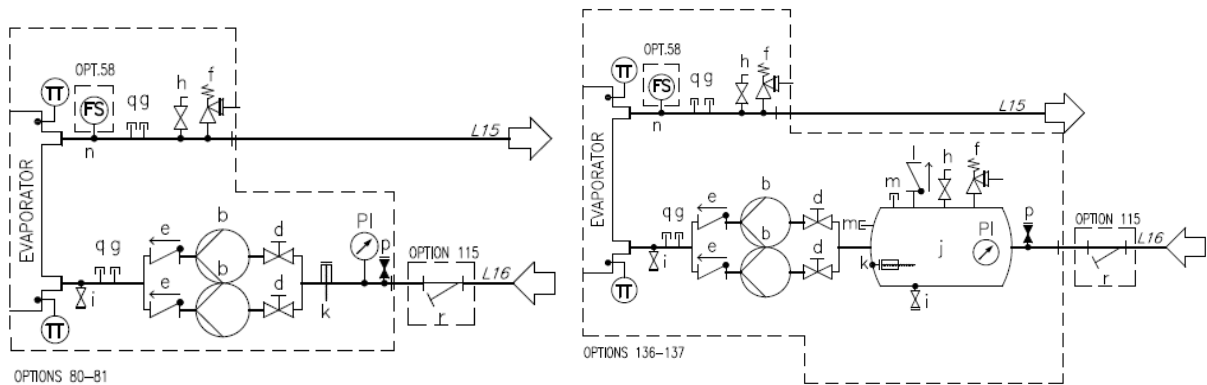 OPT.58
TT
FS
q g
h
f
n
L15
EVAPORATOR
b
d
e
PI
p
OPTION 115
q g
b
e
d
L16
i
k
r
TT
OPTIONS 80-81
OPT.58
TT
FS
q g
h
f
n
L15
EVAPORATOR
l
h
f
b
d
m
e
m
PI
p
OPTION 115
q g
b
j
L16
e
d
k
i
r
TT
i
OPTIONS 136-137